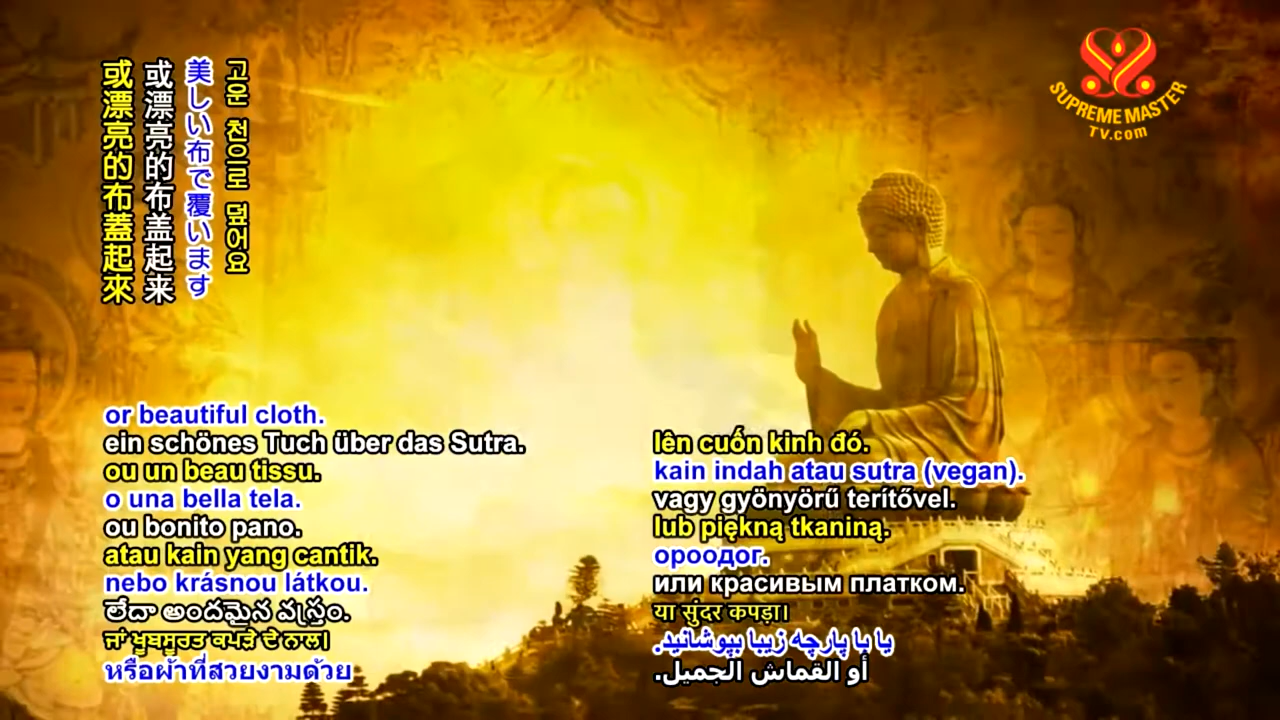 고운 천으로 덮어요
美しい布で覆います
或漂亮的布盖起来
或漂亮的布蓋起來
SUPREME MASTER
TV.com
or beautiful cloth.
ein schönes Tuch über das Sutra.
ou un beau tissu.
o una bella tela.
ou bonito pano.
atau kain yang cantik.
nebo krásnou látkou.
లేదా అందమైన వస్త్రం.
ਜਾਂ ਖ਼ੂਬਸੂਰਤ ਕਪੜੇ ਦੇ ਨਾਲ।
หรือผ้าที่สวยงามด้วย
lên cuốn kinh đó.
kain indah atau sutra (vegan).
vagy gyönyörű terítővel.
lub piękną tkaniną.
ороодог.
или красивым платком.
या सुंदर कपड़ा।
یا با پارچه زیبا بپوشانید.
أو القماش الجميل.